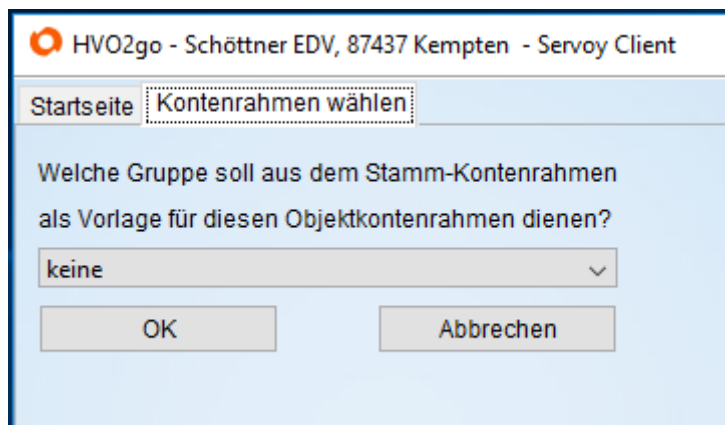 HVO2go - Schöttner EDV, 87437 Kempten - Servoy Client
Startseite Kontenrahmen wählen
Welche Gruppe soll aus dem Stamm-Kontenrahmen
als Vorlage für diesen Objektkontenrahmen dienen?
keine
OK Abbrechen